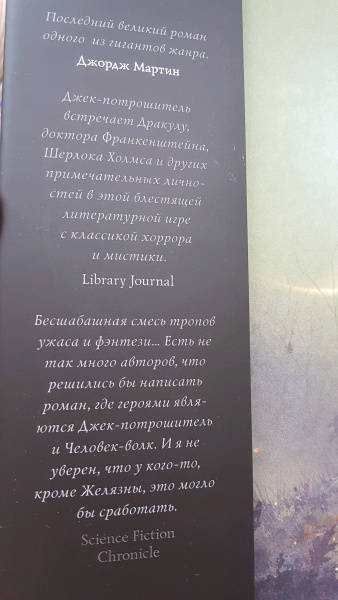 Последний великий роман
одного из гигантов жанра.
Джордж Мартин
Джек-потрошитель
встречает Дракулу,
доктора Франкенштейна,
Шерлока Холмса и других
примечательных лично-
стей в этой блестящей
литературной игре
с классикой хоррора
и мистики.
Library Journal
Бесшабашная смесь тропов
ужаса и фэнтези... Есть не
так много авторов, что
решились бы написать
роман, где героями явля-
ются Джек-потрошитель
и Человек-волк. И я не
уверен, что у кого-то,
кроме Желязны, это могло
бы сработать.
Science Fiction
Chronicle